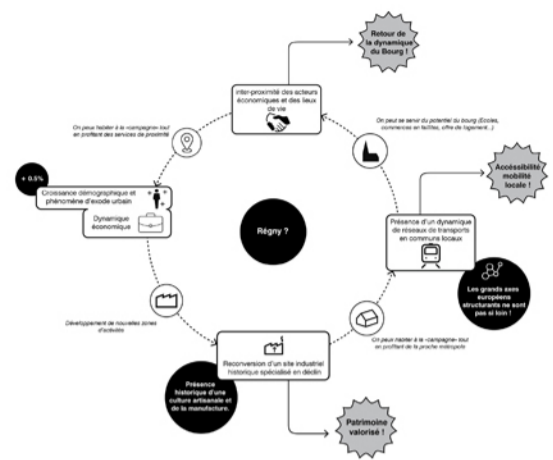 Retour de
la dynamique
du Bourg !
inter-proximité des acteurs
économiques et des lieux
de vie
On peux habiter à la «campagne» tout
en profitant des services de proximité
On peut se servir du potentiel du bourg (Ecoles,
commerces en faillites, offre de logement...)
+ 0.5%
Croissance démographique et
phénomène d'exode urbain
Dynamique
économique
Accéssibilité
mobilité
locale !
Régny ?
Présence d'un dynamique
de réseaux de transports
en communs locaux
Les grands axes
européens
structurants ne sont
pas si loin !
Développement de nouvelles zones
d'activités
On peux habiter à la «campagne» tout
en profitant de la proche métropole
Reconversion d'un site industriel
historique spécialisé en déclin
Présence
historique d'une
culture artisanale et
de la manufacture.
Patrimoine
valorisé !